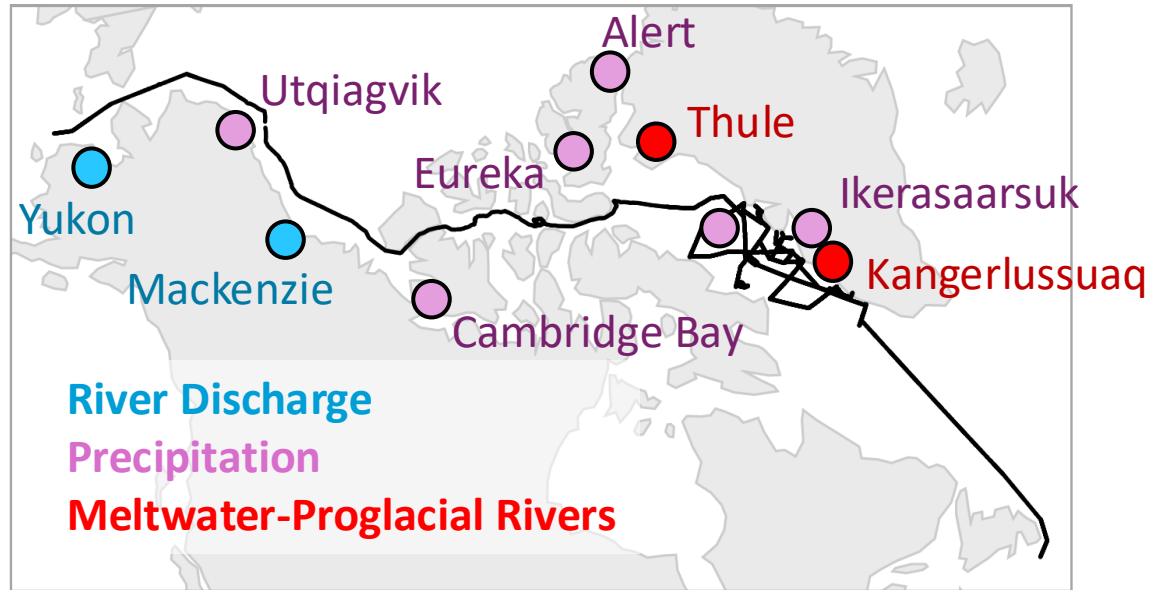 Alert
Utqiagvik
Thule
Eureka
Ikerasaarsuk
Yukon
Kangerlussuaq
Mackenzie
Cambridge Bay
River Discharge
Precipitation
Meltwater-Proglacial Rivers